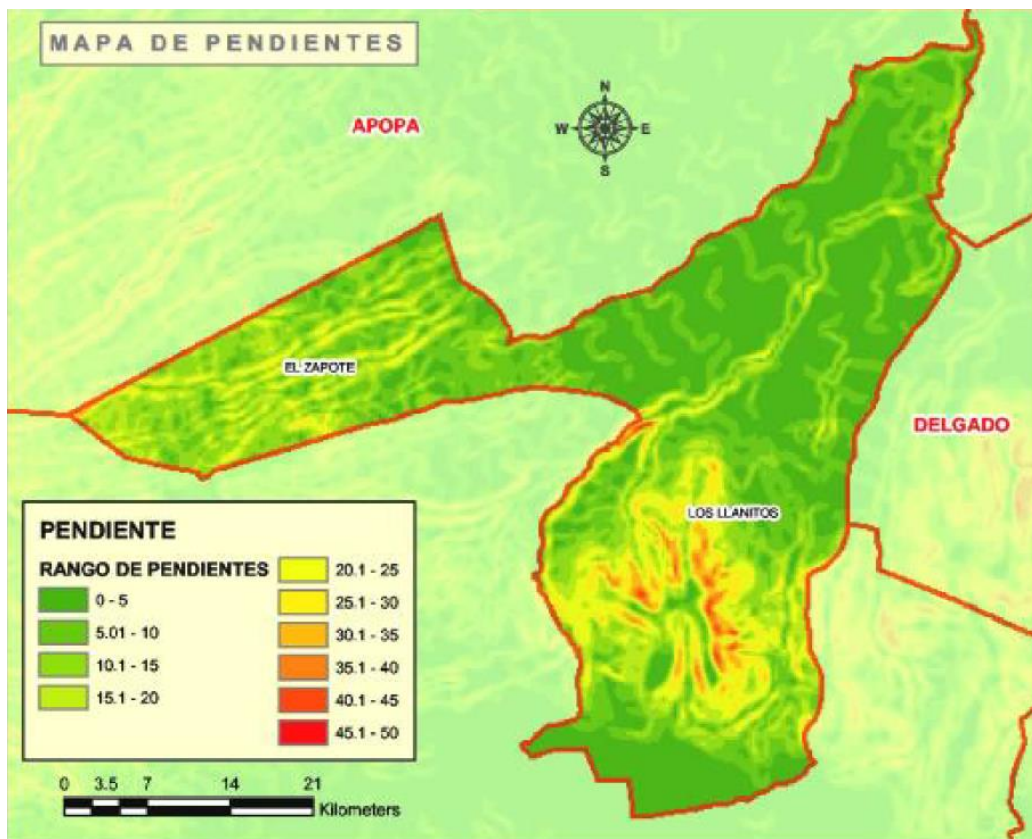 MAPA DE PENDIENTES
APOPA
N
W
E
S
EL ZAPOTE
DELGADO
LOS LLANITOS
PENDIENTE
RANGO DE PENDIENTES
0 - 5
5.01 - 10
10.1 - 15
15.1 - 20
20.1 - 25
25.1 - 30
30.1 - 35
35.1 - 40
40.1 - 45
45.1 - 50
0 3.5 7 14 21
Kilometers